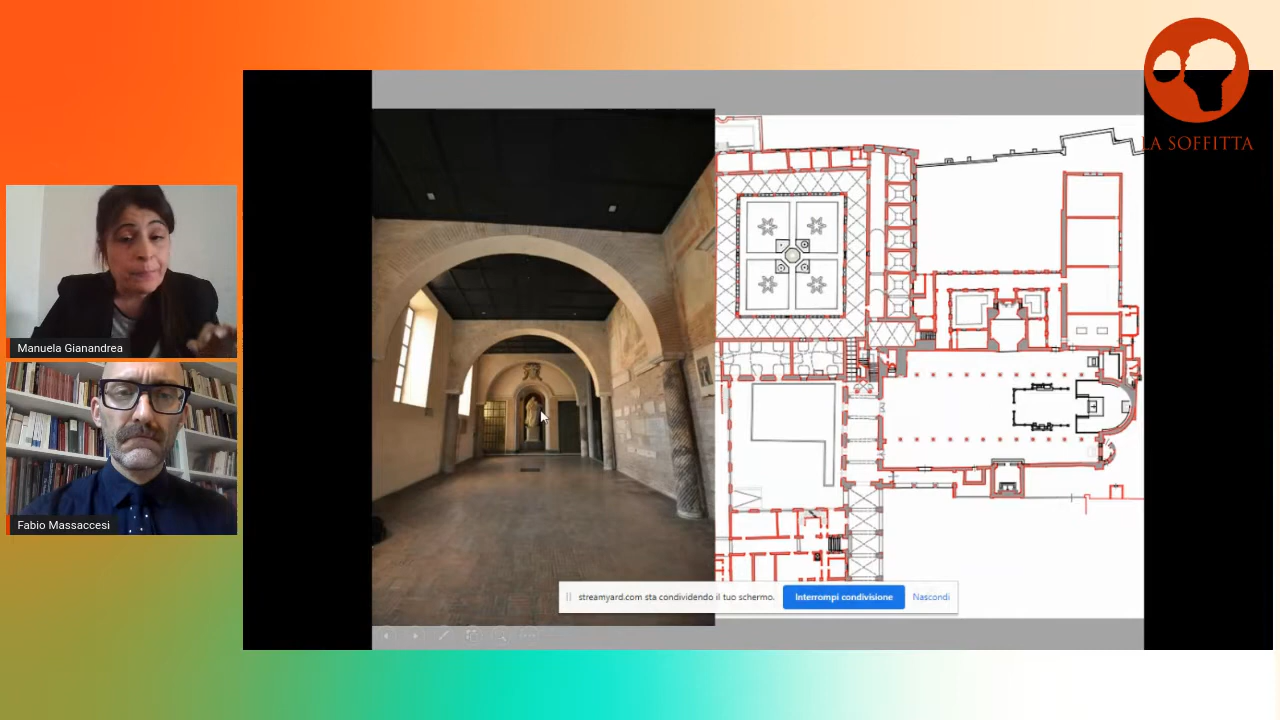 LA SOFFITTA
Manuela Gianandrea
Fabio Massaccesi
streamyard.com sta condividendo il tuo schermo.
Interrompi condivisione
Nascondi